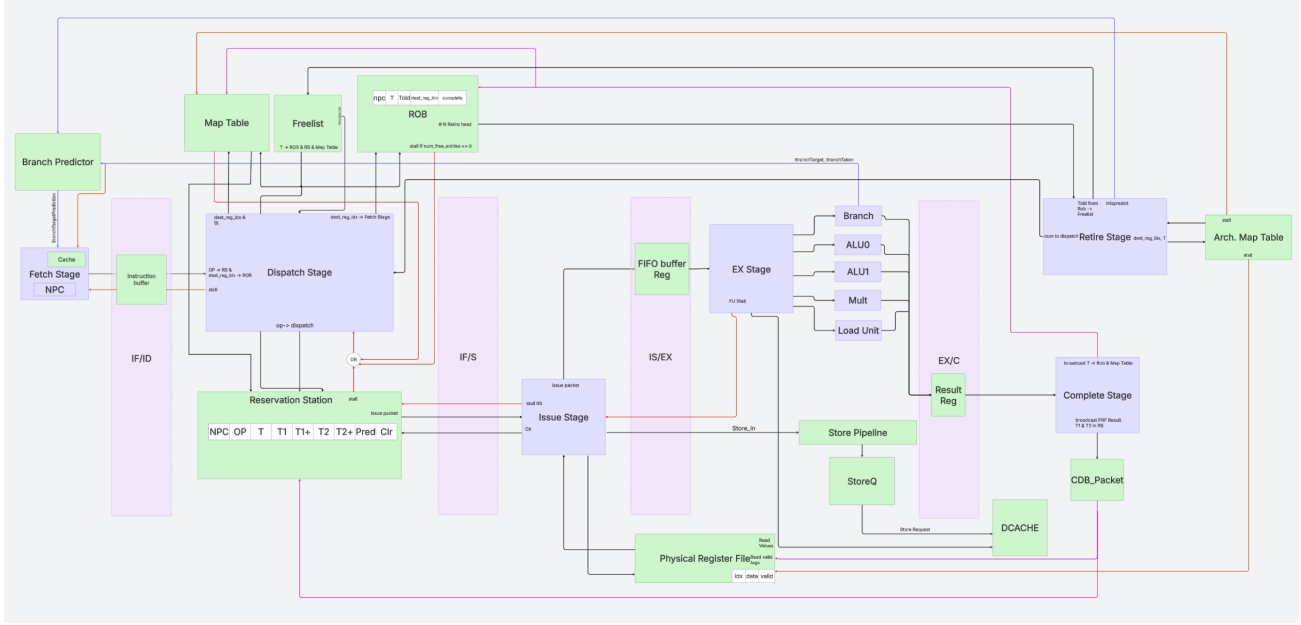 npc T Told dest_reg_idx complete
ROB
# N Retire head
stall if num_free_entries == 0
Map Table
Freelist
T -> ROB & RS & Map Table
Branch Predictor
BranchTargetPrediction
BranchTarget, BranchTaken
Cache
Fetch Stage
NPC
Instruction
buffer
IF/ID
dest_reg_idx &
dest_reg_idx -> Fetch Stage
OP -> RS &
dest_reg_idx -> ROB
stall
Dispatch Stage
op-> dispatch
OR
IF/S
Reservation Station
stall
Issue packet
NPC OP T T1 T1+ T2 T2+ Pred Clr
Issue packet
stall RS
Issue Stage
Clr
FIFO buffer
Reg
IS/EX
EX Stage
FU Stall
Branch
ALU0
ALU1
Mult
Load Unit
Store_In
Store Pipeline
StoreQ
Store Request
DCACHE
Read
Values
Physical Register File
Read valid
tags
Idx data valid
EX/C
Result
Reg
Told from
Rob ->
Freelist
mispredict
num to dispatch
Retire Stage
dest_reg_idx, T
stall
Arch. Map Table
stall
broadcast T -> Rob & Map Table
Complete Stage
broadcast PRF Result
T1 & T2 in RS
CDB_Packet